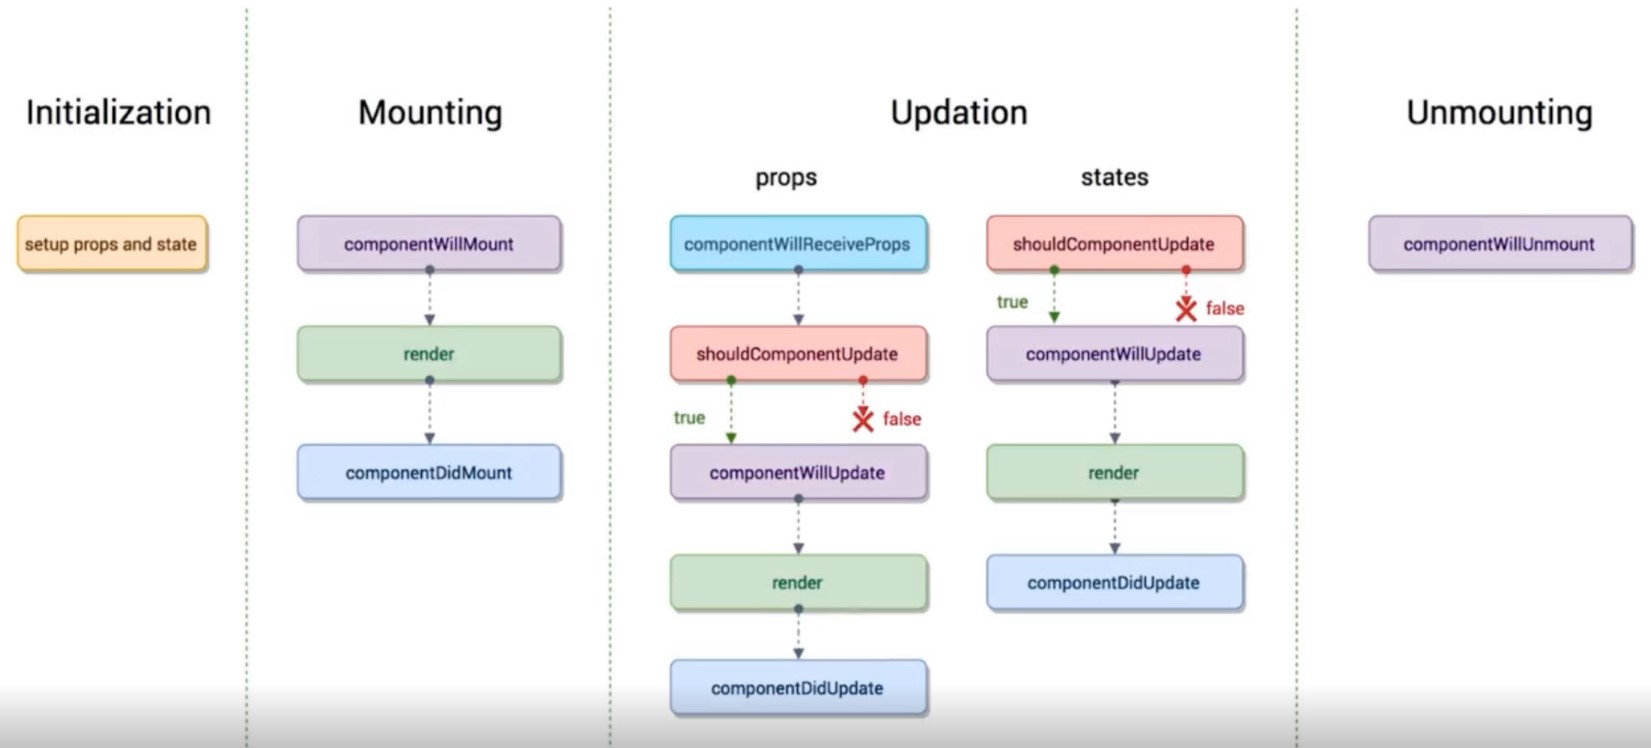 Initialization
setup props and state
Mounting
componentWillMount
render
componentDidMount
Updation
props
componentWillReceiveProps
shouldComponentUpdate
true
false
componentWillUpdate
render
componentDidUpdate
states
shouldComponentUpdate
true
false
componentWillUpdate
render
componentDidUpdate
Unmounting
componentWillUnmount